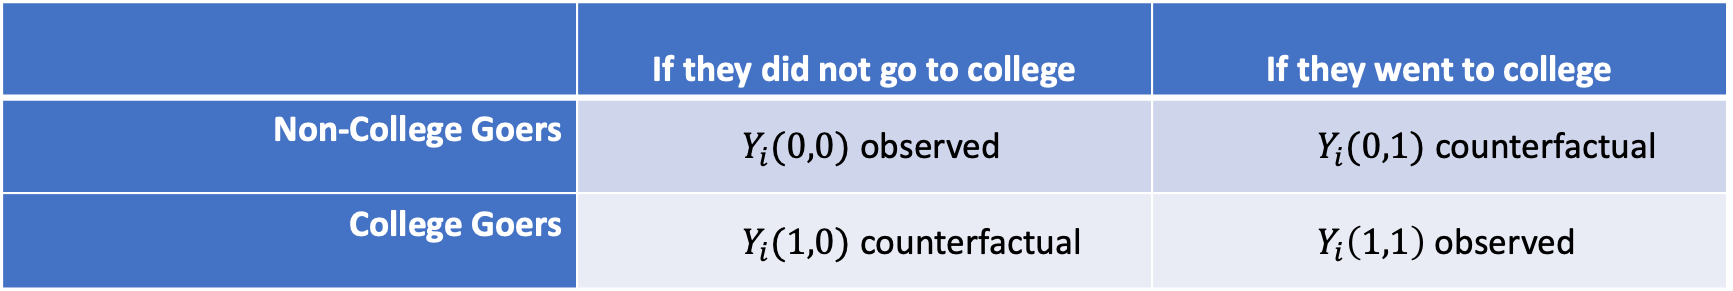 If they did not go to college If they went to college
Non-College Goers Yᵢ(0,0) observed Yᵢ(0,1) counterfactual
College Goers Yᵢ(1,0) counterfactual Yᵢ(1,1) observed